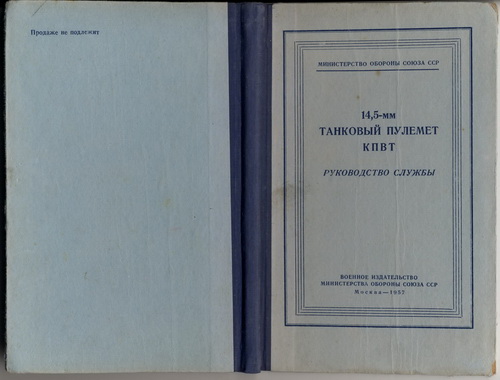 Продаже не подлежит
МИНИСТЕРСТВО ОБОРОНЫ СОЮЗА ССР
14,5-мм
ТАНКОВЫЙ ПУЛЕМЕТ
КПВТ
РУКОВОДСТВО СЛУЖБЫ
ВОЕННОЕ ИЗДАТЕЛЬСТВО
МИНИСТЕРСТВА ОБОРОНЫ СОЮЗА ССР
Москва — 1957